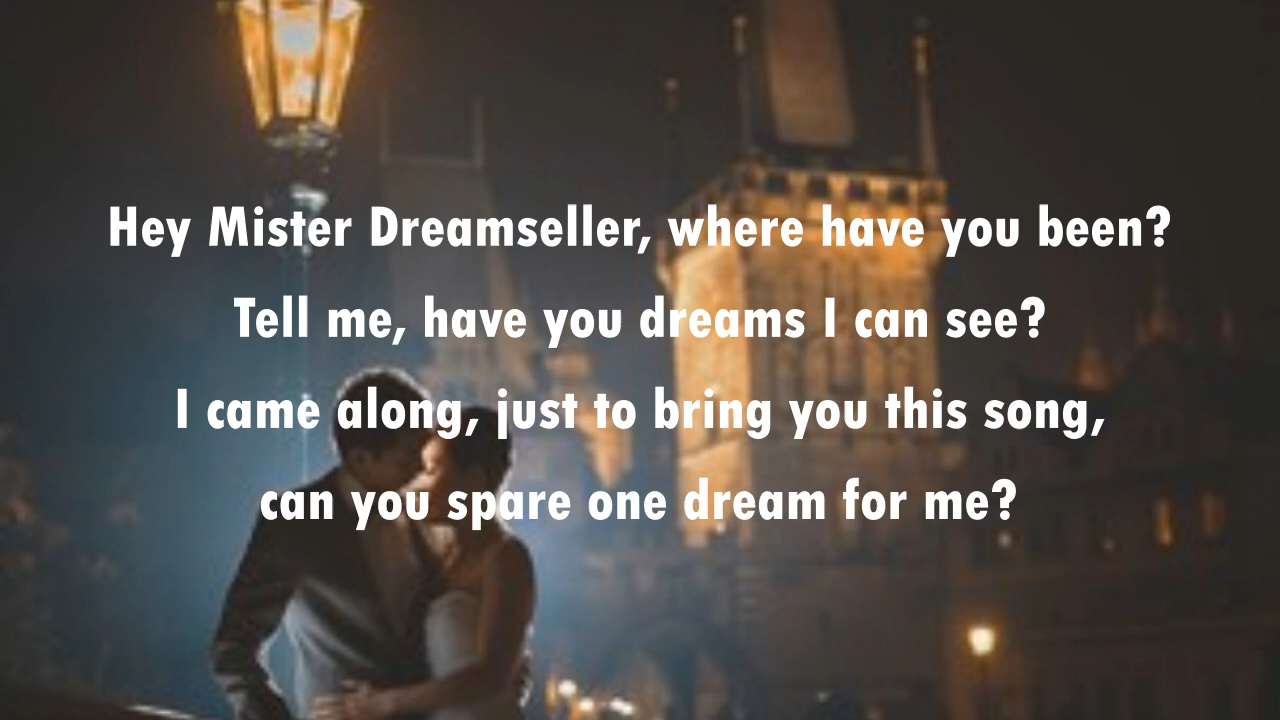 Hey Mister Dreamseller, where have you been?
Tell me, have you dreams I can see?
I came along, just to bring you this song,
can you spare one dream for me?